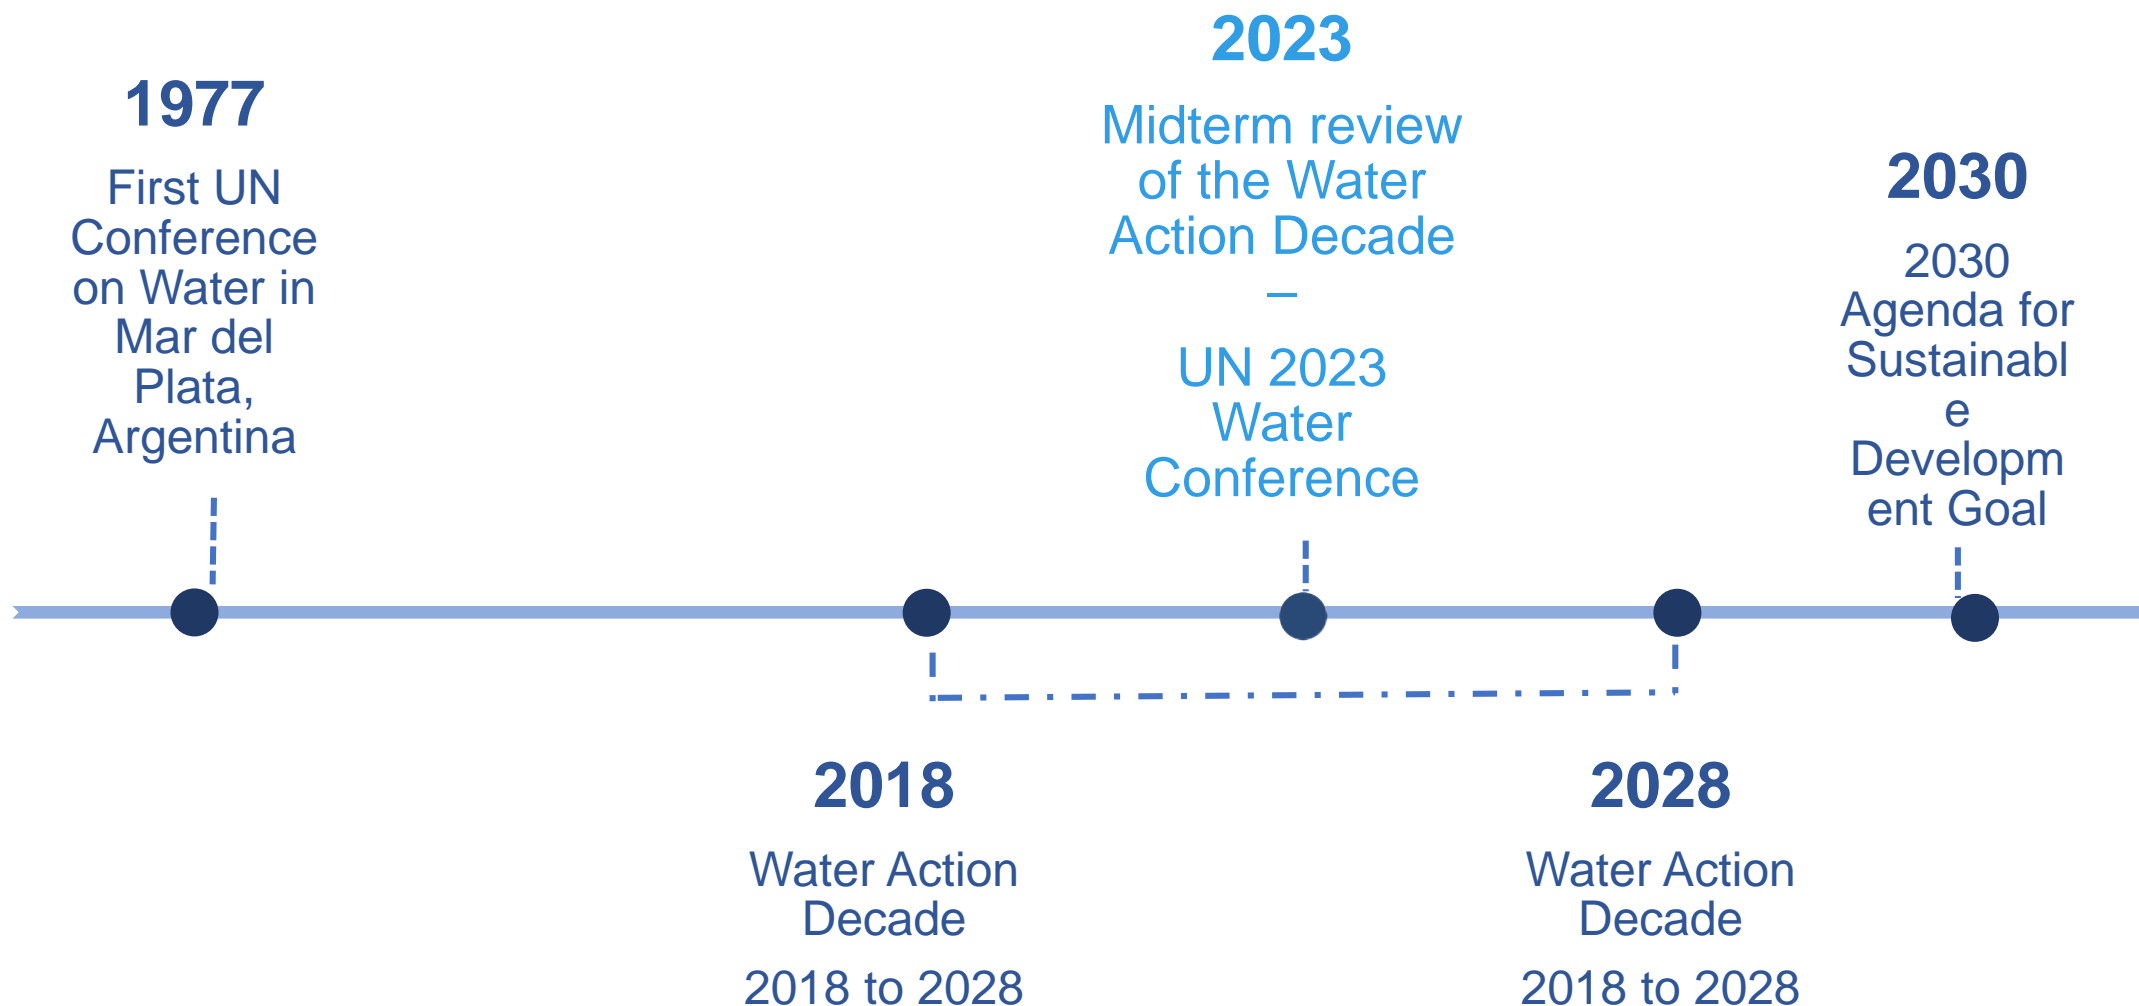 1977
First UN
Conference
on Water in
Mar del
Plata,
Argentina
2018
Water Action
Decade
2018 to 2028
2023
Midterm review
of the Water
Action Decade
–
UN 2023
Water
Conference
2028
Water Action
Decade
2018 to 2028
2030
2030
Agenda for
Sustainabl
e
Developm
ent Goal